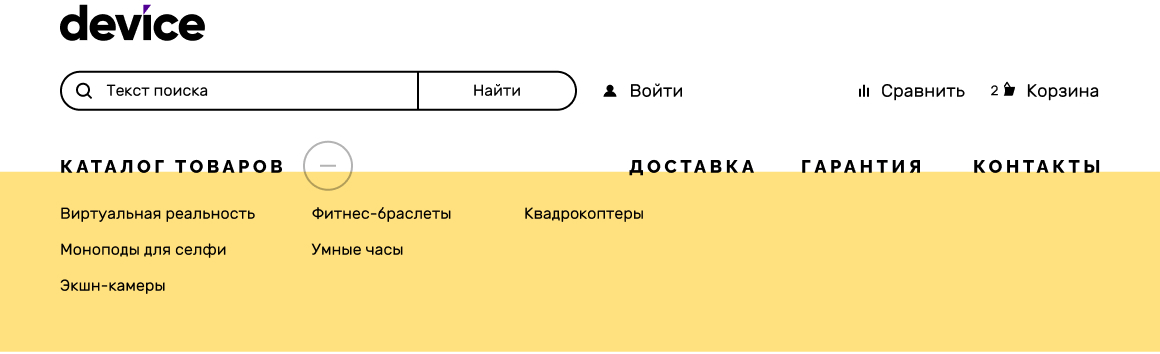 device
Текст поиска Найти Войти Сравнить 2 Корзина
КАТАЛОГ ТОВАРОВ ДОСТАВКА ГАРАНТИЯ КОНТАКТЫ
Виртуальная реальность Фитнес-браслеты Квадрокоптеры
Моноподы для селфи Умные часы
Экшн-камеры